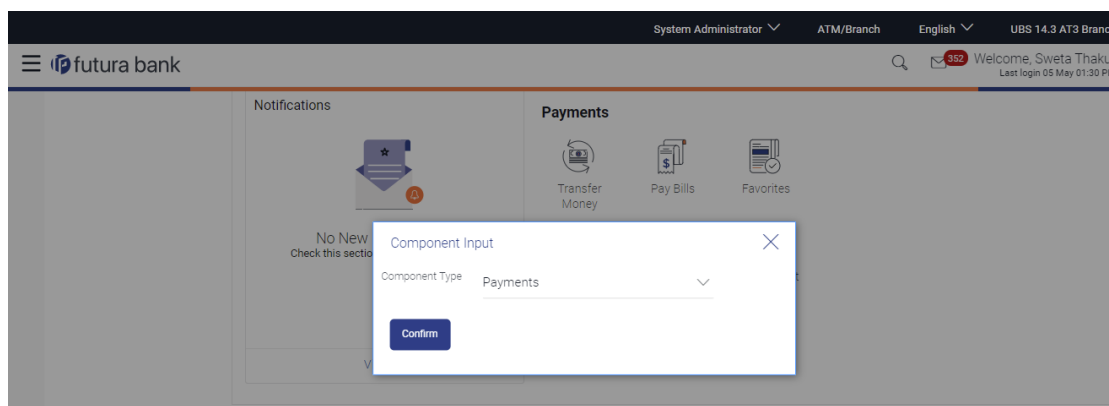 System Administrator ATM/Branch English UBS 14.3 AT3 Branc
futura bank 352 Welcome, Sweta Thaku
Last login 05 May 01:30 P
Notifications
Payments
Transfer Money
Pay Bills
Favorites
No New
Check this sectio
Component Input
Component Type Payments
Confirm
V
t